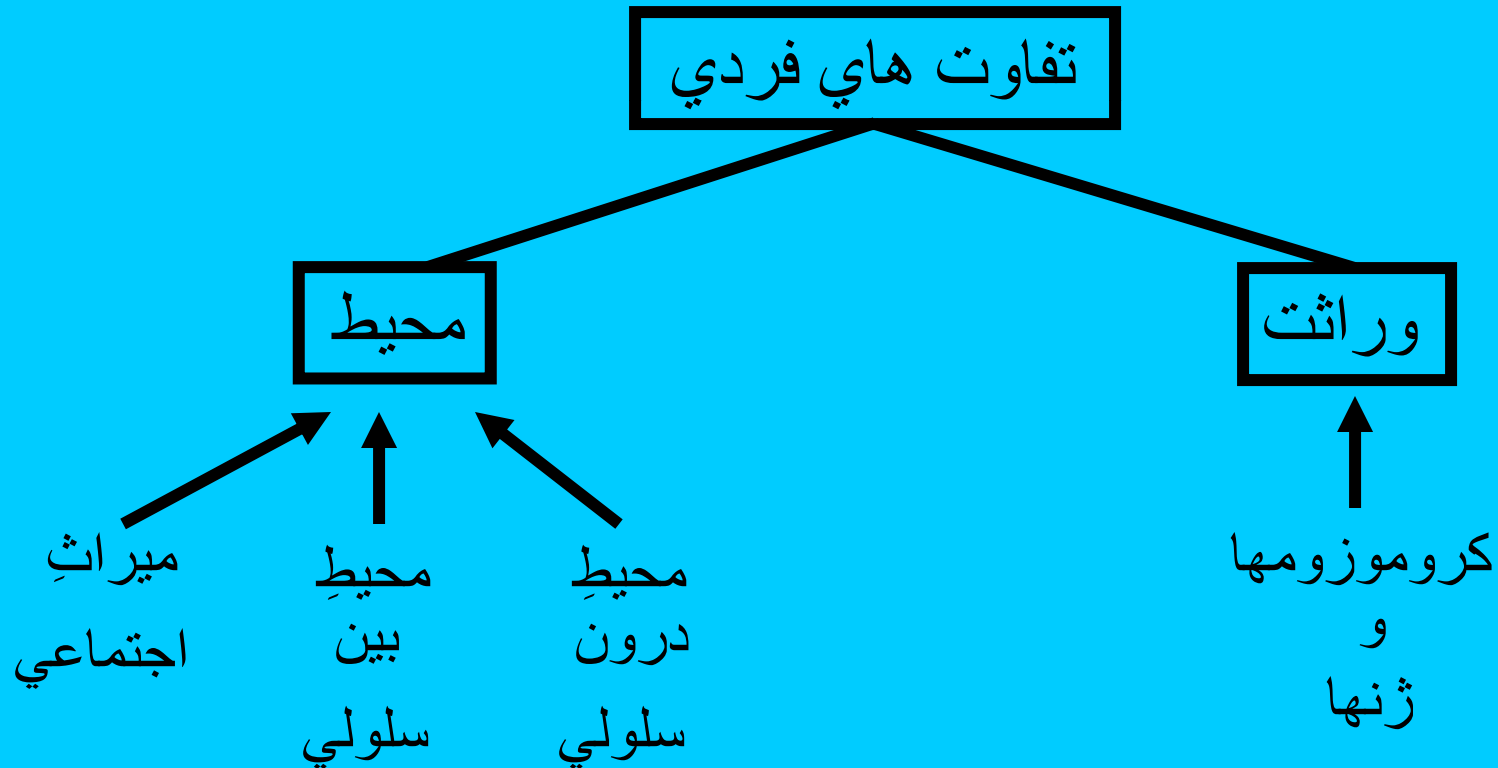 تفاوت هاي فردي
وراثت
محيط
كروموزومها
و
ژنها
محيطِ
درون
سلولي
محيطِ
بين
سلولي
ميراثِ
اجتماعي